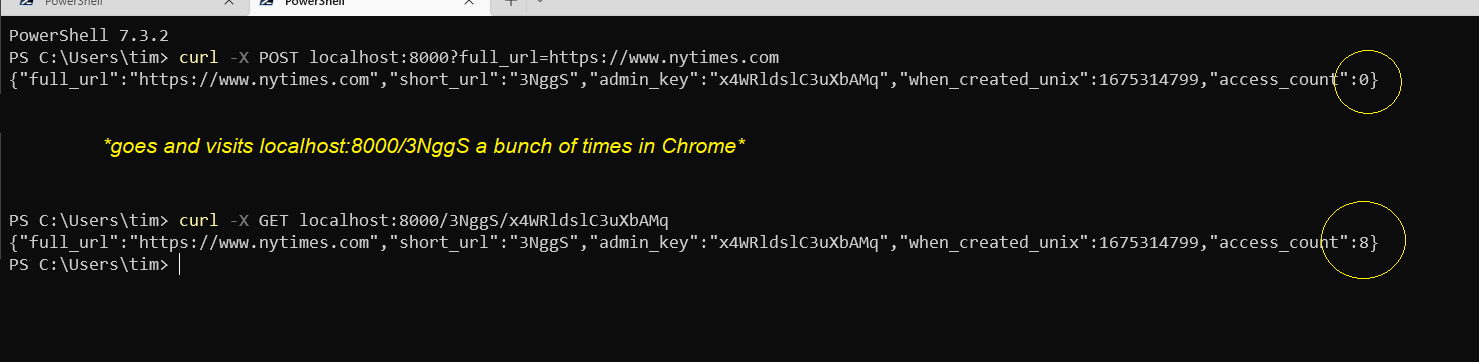 PowerShell PowerShell
PowerShell 7.3.2
PS C:\Users\tim> curl -X POST localhost:8000?full_url=https://www.nytimes.com
{"full_url":"https://www.nytimes.com","short_url":"3NggS","admin_key":"x4WRldslC3uXbAMq","when_created_unix":1675314799,"access_count":0}
*goes and visits localhost:8000/3NggS a bunch of times in Chrome*
PS C:\Users\tim> curl -X GET localhost:8000/3NggS/x4WRldslC3uXbAMq
{"full_url":"https://www.nytimes.com","short_url":"3NggS","admin_key":"x4WRldslC3uXbAMq","when_created_unix":1675314799,"access_count":8}
PS C:\Users\tim>